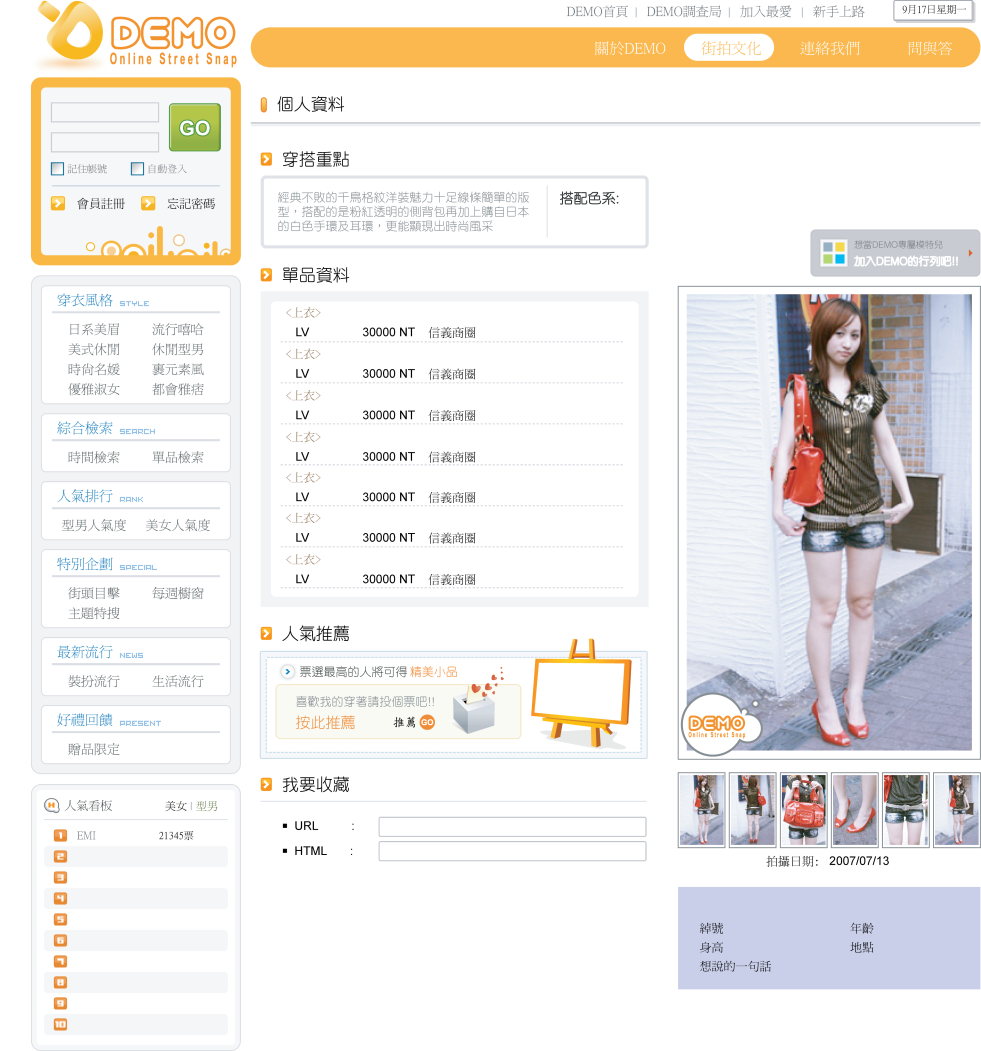 DEMO首頁 | DEMO調查局 | 加入最愛 | 新手上路
9月17日星期一
DEMO
Online Street Snap
關於DEMO 街拍文化 連絡我們 問與答
GO
記住帳號 自動登入
會員註冊 忘記密碼
穿衣風格 STYLE
日系美眉 流行嘻哈
美式休閒 休閒型男
時尚名媛 裏元素風
優雅淑女 都會雅痞
綜合檢索 SEARCH
時間檢索 單品檢索
人氣排行 RANK
型男人氣度 美女人氣度
特別企劃 SPECIAL
街頭目擊 每週櫥窗
主題特搜
最新流行 NEWS
裝扮流行 生活流行
好禮回饋 PRESENT
贈品限定
人氣看板 美女 | 型男
1 EMI 21345票
2
3
4
5
6
7
8
9
10
個人資料
穿搭重點
經典不敗的千鳥格紋洋裝魅力十足線條簡單的版
型，搭配的是粉紅透明的側背包再加上購自日本
的白色手環及耳環，更能顯現出時尚風采
搭配色系:
單品資料
<上衣>
LV 30000 NT 信義商圈
<上衣>
LV 30000 NT 信義商圈
<上衣>
LV 30000 NT 信義商圈
<上衣>
LV 30000 NT 信義商圈
<上衣>
LV 30000 NT 信義商圈
<上衣>
LV 30000 NT 信義商圈
<上衣>
LV 30000 NT 信義商圈
人氣推薦
票選最高的人將可得 精美小品
喜歡我的穿著請投個票吧!!
按此推薦 推薦 GO
我要收藏
URL :
HTML :
想當DEMO專屬模特兒
加入DEMO的行列吧!!
DEMO
Online Street Snap
拍攝日期: 2007/07/13
綽號 年齡
身高 地點
想說的一句話